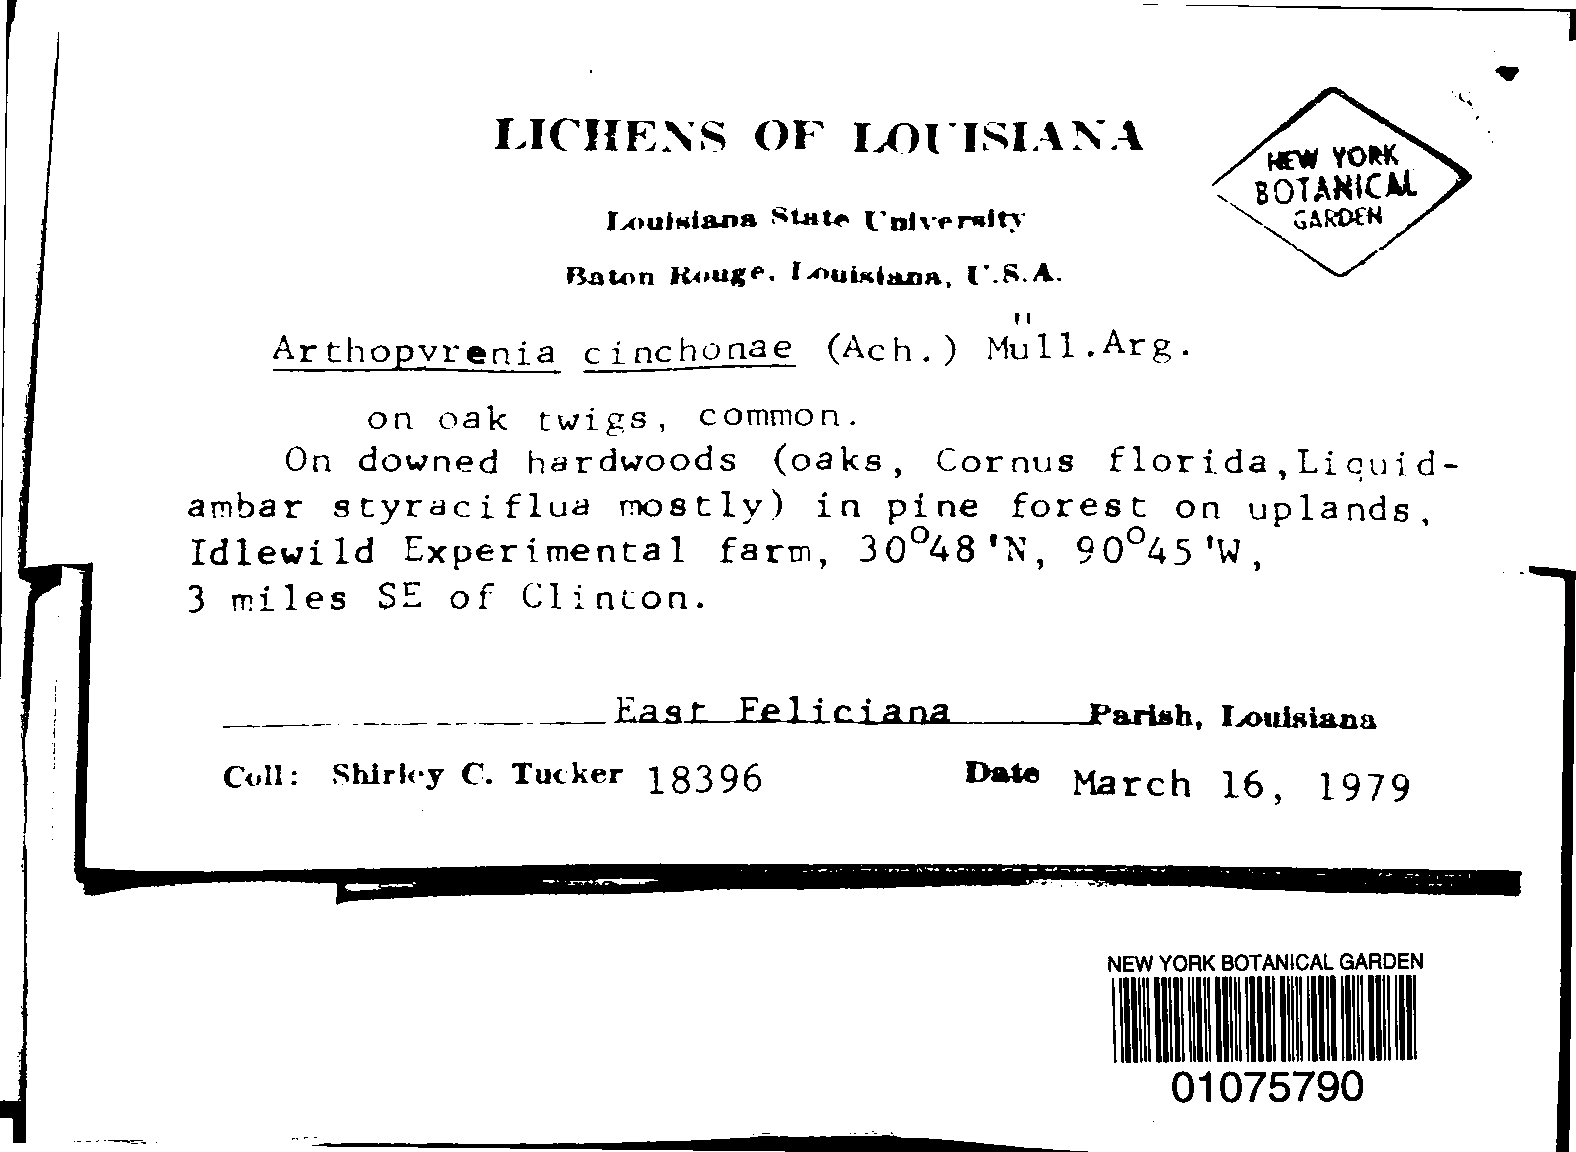 LICHENS OF LOUISIANA
NEW YORK
BOTANICAL
GARDEN
Louisiana State University
Baton Rouge, Louisiana, U.S.A.
Arthopyrenia cinchonae (Ach.) Müll.Arg.
on oak twigs, common.
On downed hardwoods (oaks, Cornus florida,Liquid-
ambar styraciflua mostly) in pine forest on uplands,
Idlewild Experimental farm, 30°48'N, 90°45'W,
3 miles SE of Clinton.
East Feliciana Parish, Louisiana
Coll: Shirley C. Tucker 18396 Date March 16, 1979
NEW YORK BOTANICAL GARDEN
01075790